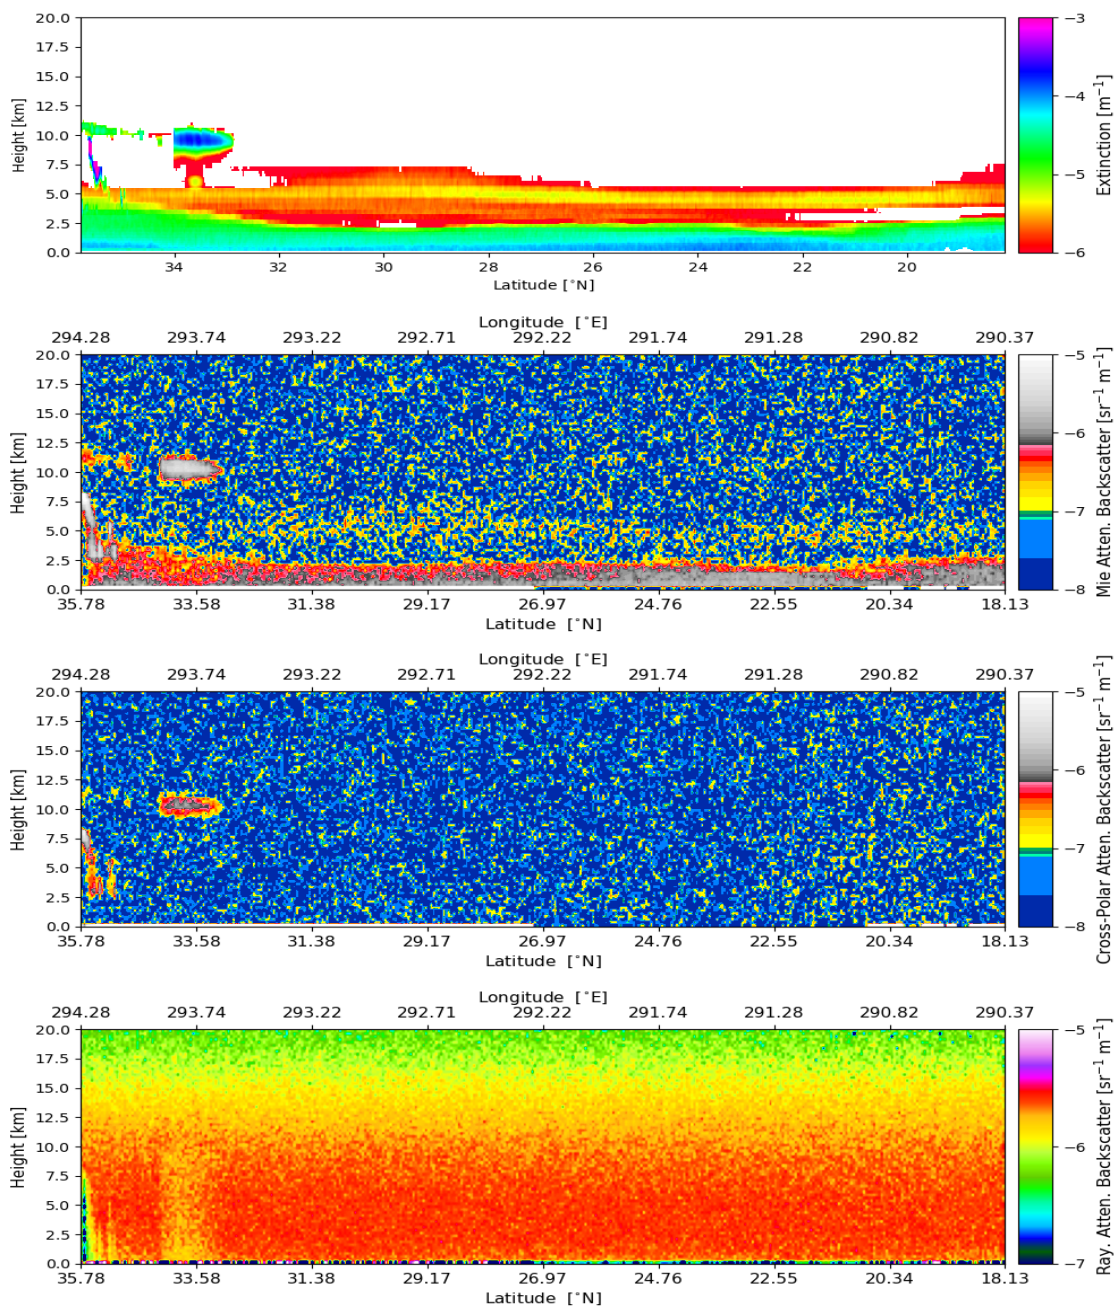 20.0
17.5
15.0
12.5
10.0
7.5
5.0
2.5
0.0
Height [km]
34 32 30 28 26 24 22 20
Latitude [°N]
−3
−4
−5
−6
Extinction [m⁻¹]
Longitude [°E]
294.28 293.74 293.22 292.71 292.22 291.74 291.28 290.82 290.37
20.0
17.5
15.0
12.5
10.0
7.5
5.0
2.5
0.0
Height [km]
35.78 33.58 31.38 29.17 26.97 24.76 22.55 20.34 18.13
Latitude [°N]
−5
−6
−7
−8
Mie Atten. Backscatter [sr⁻¹ m⁻¹]
Longitude [°E]
294.28 293.74 293.22 292.71 292.22 291.74 291.28 290.82 290.37
20.0
17.5
15.0
12.5
10.0
7.5
5.0
2.5
0.0
Height [km]
35.78 33.58 31.38 29.17 26.97 24.76 22.55 20.34 18.13
Latitude [°N]
−5
−6
−7
−8
Cross-Polar Atten. Backscatter [sr⁻¹ m⁻¹]
Longitude [°E]
294.28 293.74 293.22 292.71 292.22 291.74 291.28 290.82 290.37
20.0
17.5
15.0
12.5
10.0
7.5
5.0
2.5
0.0
Height [km]
35.78 33.58 31.38 29.17 26.97 24.76 22.55 20.34 18.13
Latitude [°N]
−5
−6
−7
Ray. Atten. Backscatter [sr⁻¹ m⁻¹]